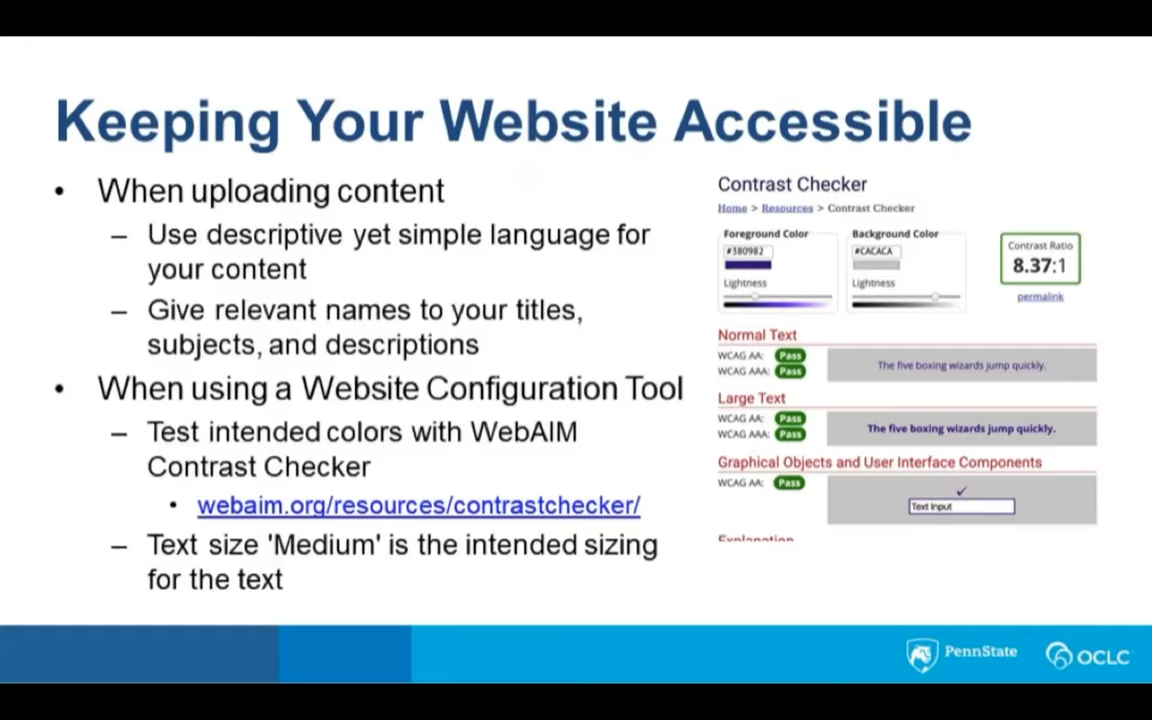 Keeping Your Website Accessible
• When uploading content
– Use descriptive yet simple language for
your content
– Give relevant names to your titles,
subjects, and descriptions
• When using a Website Configuration Tool
– Test intended colors with WebAIM
Contrast Checker
• webaim.org/resources/contrastchecker/
– Text size 'Medium' is the intended sizing
for the text
Contrast Checker
Home > Resources > Contrast Checker
Foreground Color
#380982
Lightness
Background Color
#CACACA
Lightness
Contrast Ratio
8.37:1
permalink
Normal Text
WCAG AA: Pass
WCAG AAA: Pass
The five boxing wizards jump quickly.
Large Text
WCAG AA: Pass
WCAG AAA: Pass
The five boxing wizards jump quickly.
Graphical Objects and User Interface Components
WCAG AA: Pass
Text Input
Explanation
PennState
OCLC